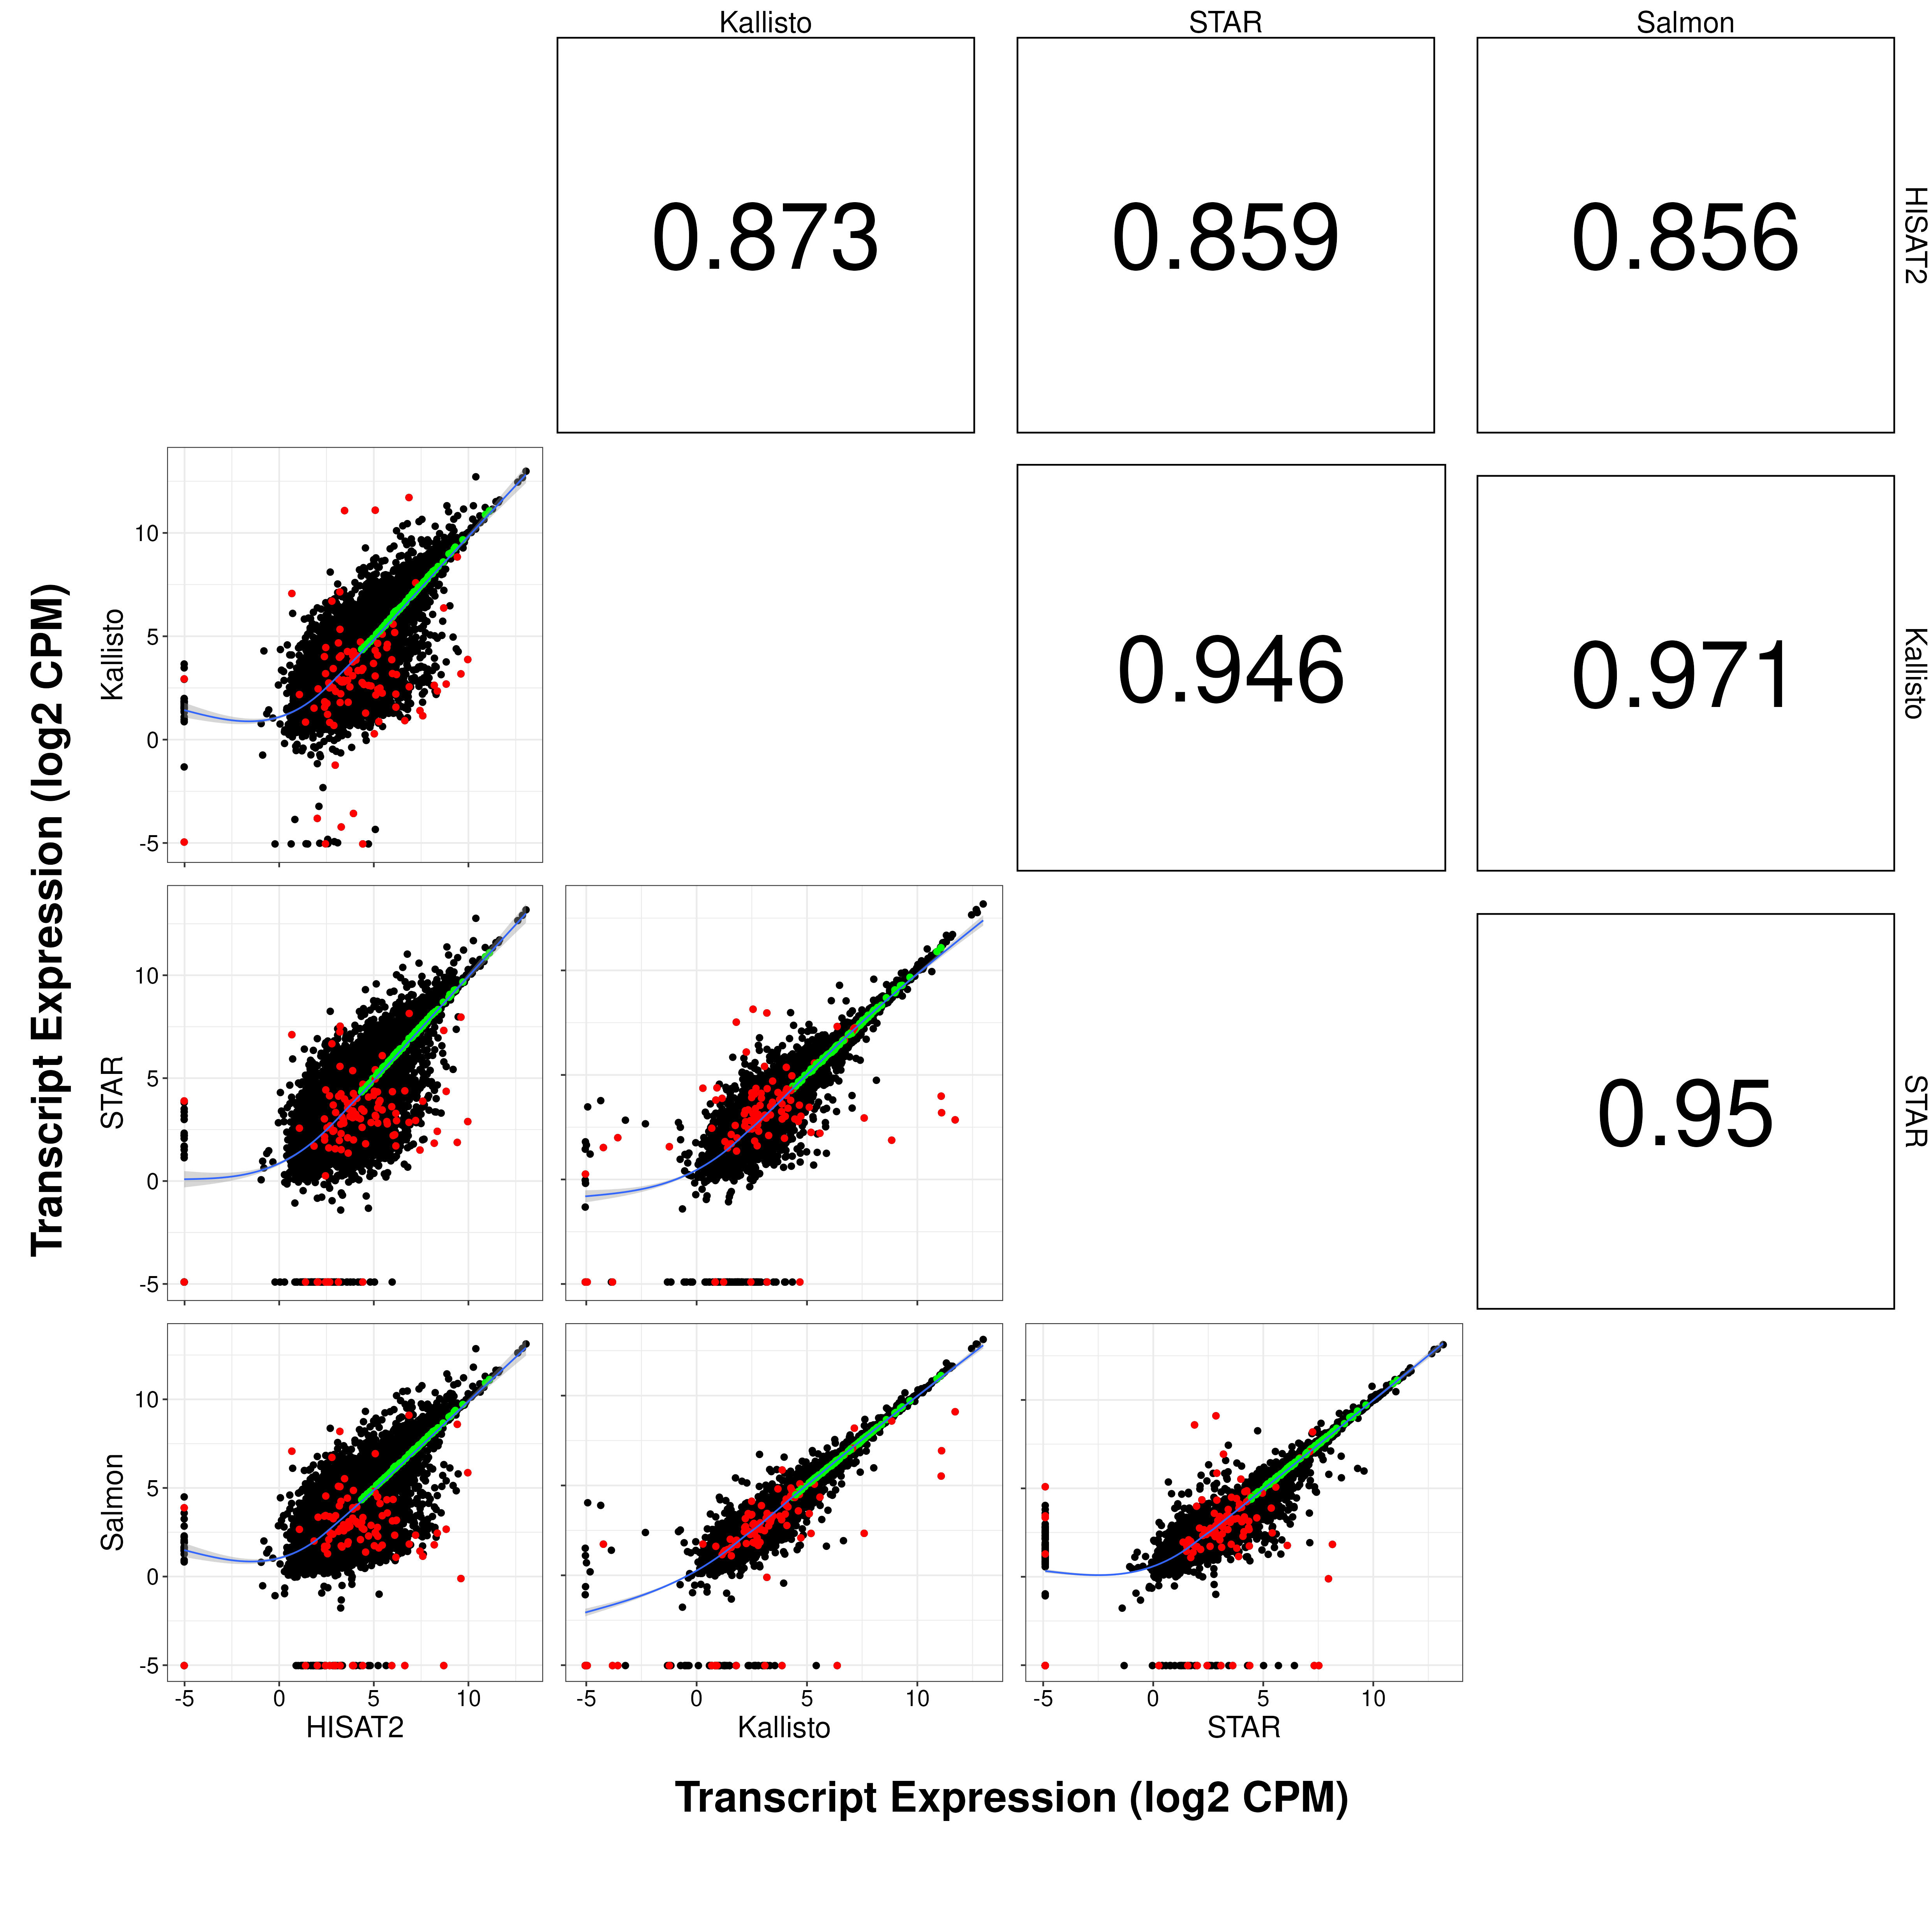 Kallisto STAR Salmon
0.873 0.859 0.856 HISAT2
Transcript Expression (log2 CPM)
Kallisto
10
5
0
-5
0.946 0.971 Kallisto
STAR
10
5
0
-5
0.95 STAR
Salmon
10
5
0
-5
-5 0 5 10 -5 0 5 10 -5 0 5 10
HISAT2 Kallisto STAR
Transcript Expression (log2 CPM)